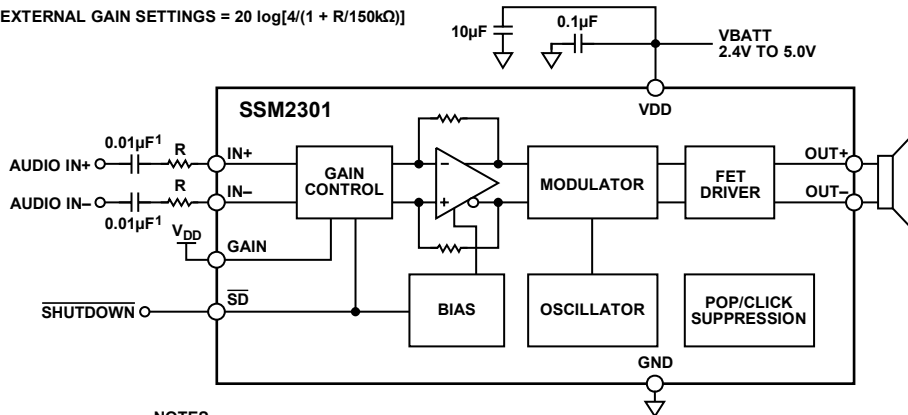 EXTERNAL GAIN SETTINGS = 20 log[4/(1 + R/150kΩ)]
10µF
0.1µF
VBATT
2.4V TO 5.0V
VDD
SSM2301
0.01µF1
R
AUDIO IN+
IN+
GAIN
CONTROL
MODULATOR
FET
DRIVER
OUT+
R
AUDIO IN–
IN–
OUT–
0.01µF1
VDD
GAIN
SHUTDOWN
SD
BIAS
OSCILLATOR
POP/CLICK
SUPPRESSION
GND